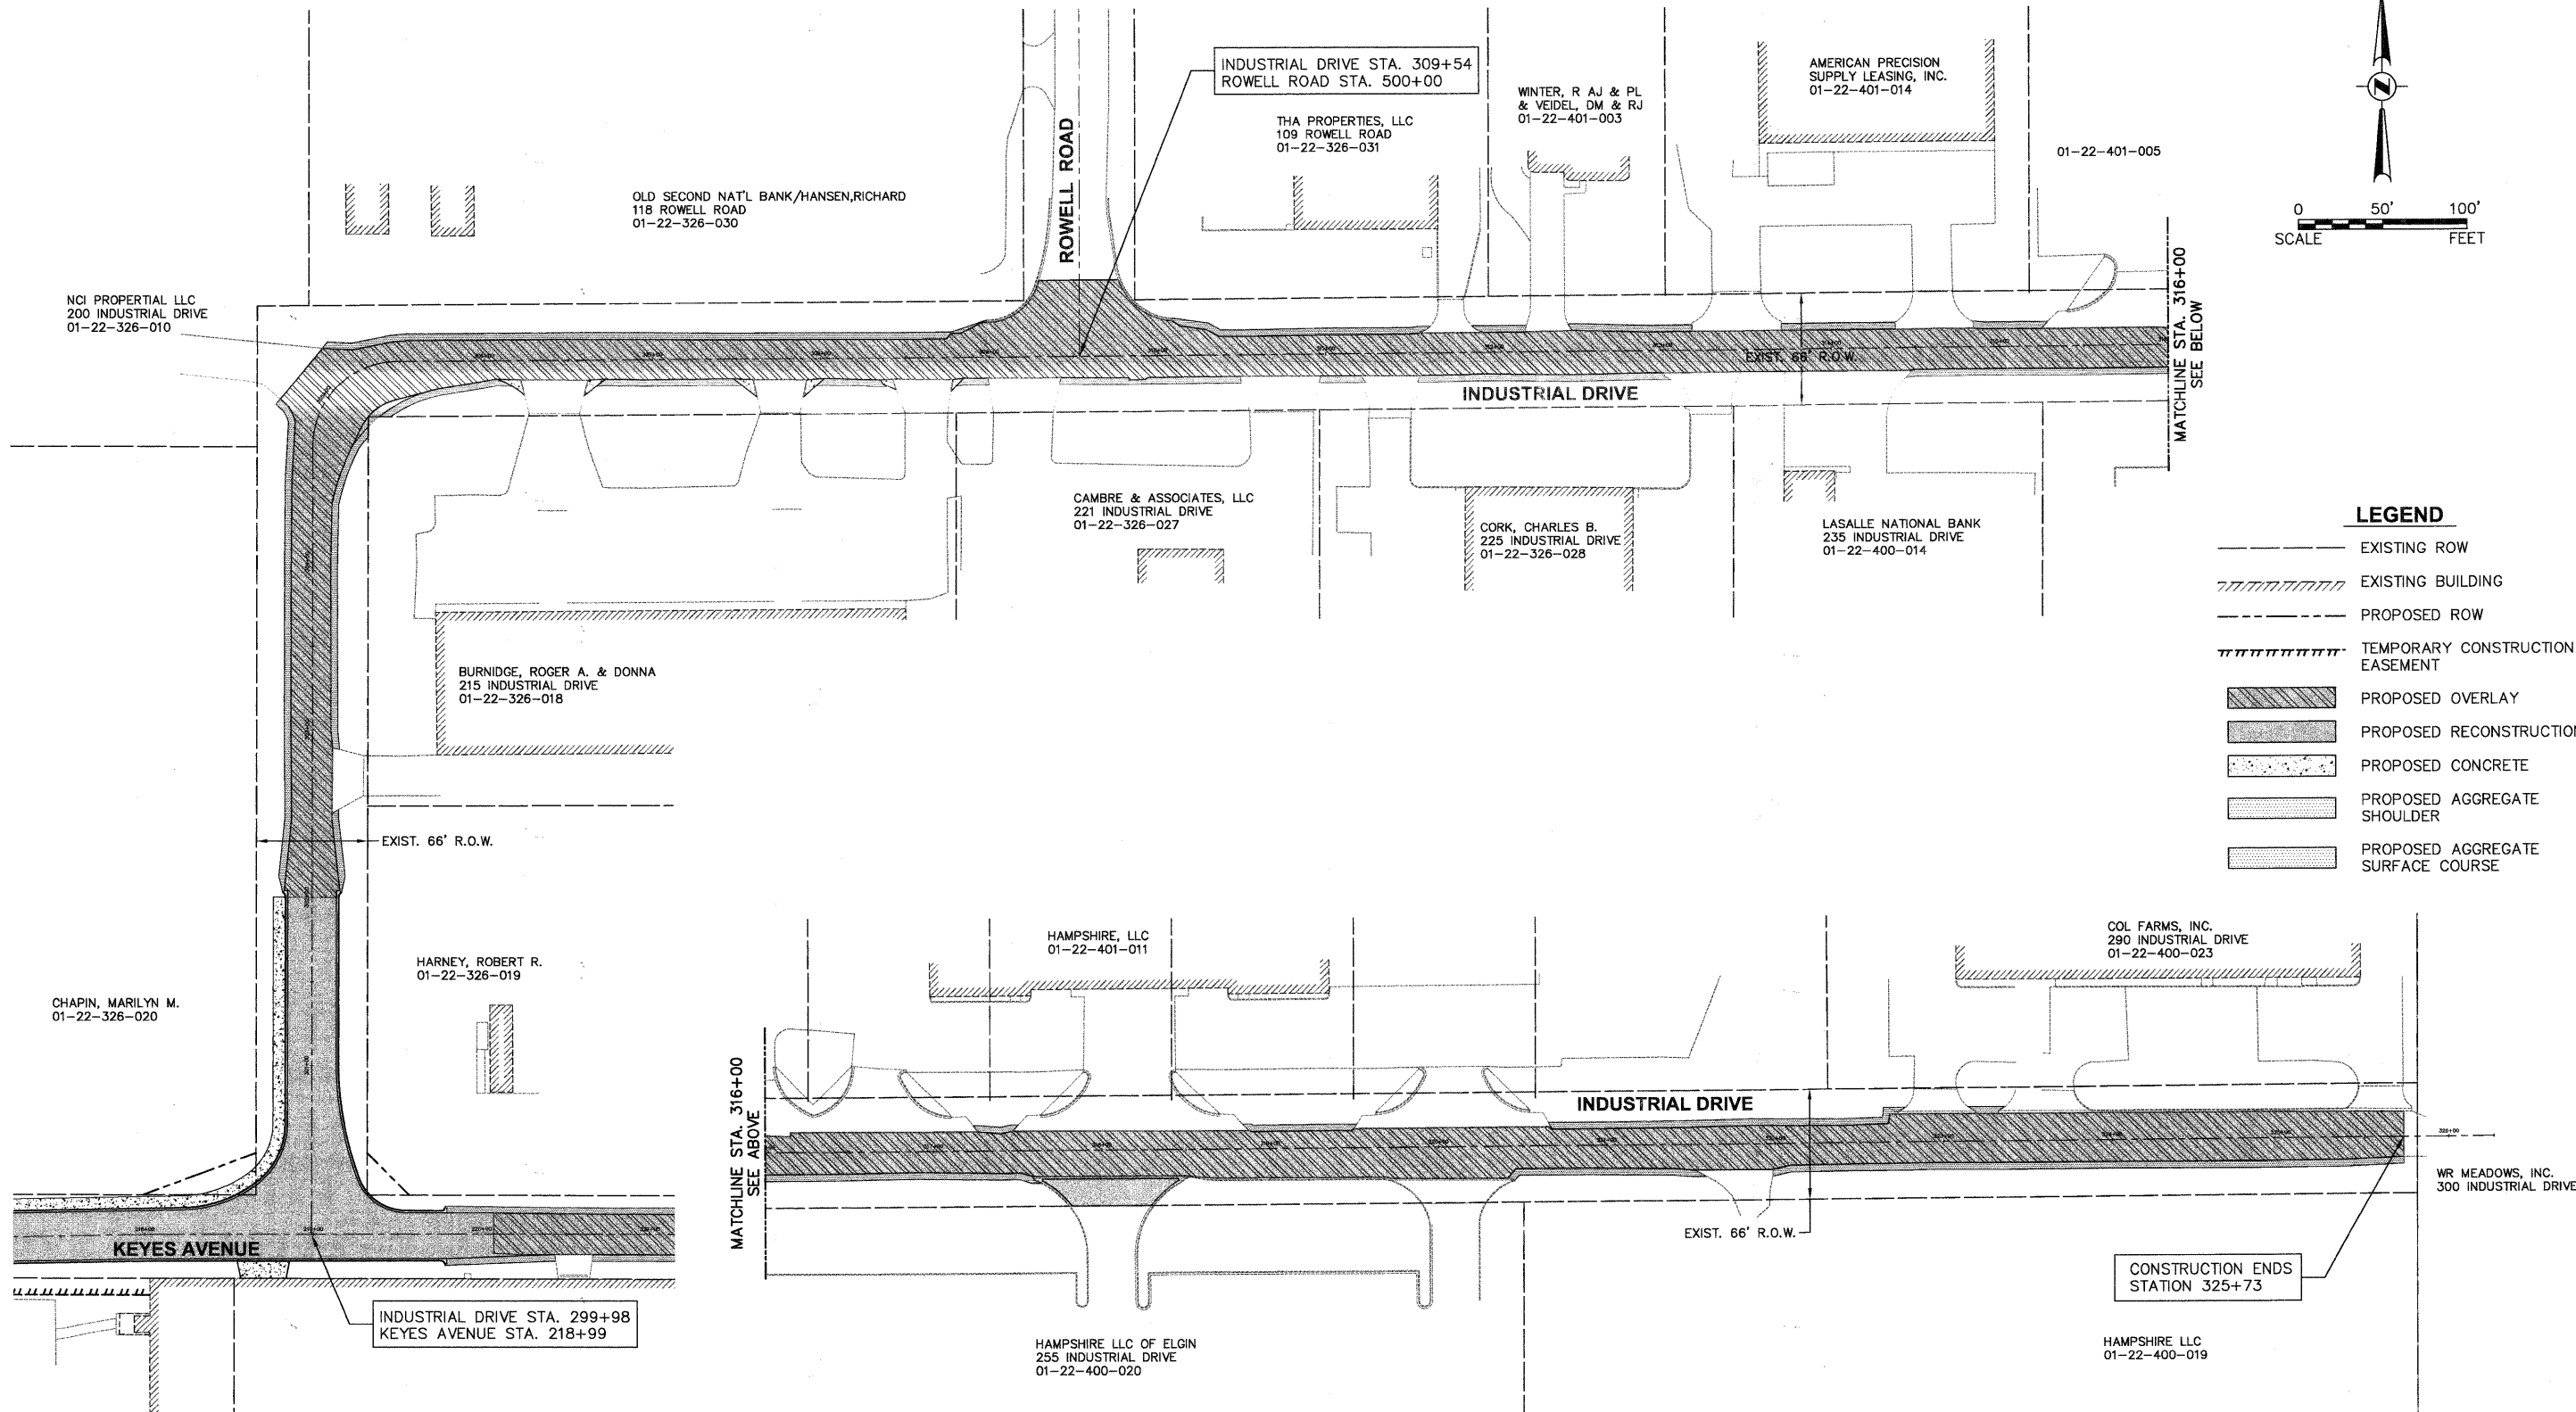 INDUSTRIAL DRIVE STA. 309+54
ROWELL ROAD STA. 500+00
AMERICAN PRECISION
SUPPLY LEASING, INC.
01-22-401-014
WINTER, R AJ & PL
& VEIDEL, DM & RJ
01-22-401-003
THA PROPERTIES, LLC
109 ROWELL ROAD
01-22-326-031
01-22-401-005
N
0 50' 100'
SCALE FEET
ROWELL ROAD
OLD SECOND NAT'L BANK/HANSEN,RICHARD
118 ROWELL ROAD
01-22-326-030
NCI PROPERTIAL LLC
200 INDUSTRIAL DRIVE
01-22-326-010
EXIST. 66' R.O.W.
INDUSTRIAL DRIVE
MATCHLINE STA. 316+00
SEE BELOW
CAMBRE & ASSOCIATES, LLC
221 INDUSTRIAL DRIVE
01-22-326-027
CORK, CHARLES B.
225 INDUSTRIAL DRIVE
01-22-326-028
LASALLE NATIONAL BANK
235 INDUSTRIAL DRIVE
01-22-400-014
BURNIDGE, ROGER A. & DONNA
215 INDUSTRIAL DRIVE
01-22-326-018
LEGEND
EXISTING ROW
EXISTING BUILDING
PROPOSED ROW
TEMPORARY CONSTRUCTION
EASEMENT
PROPOSED OVERLAY
PROPOSED RECONSTRUCTION
PROPOSED CONCRETE
PROPOSED AGGREGATE
SHOULDER
PROPOSED AGGREGATE
SURFACE COURSE
EXIST. 66' R.O.W.
HARNEY, ROBERT R.
01-22-326-019
CHAPIN, MARILYN M.
01-22-326-020
KEYES AVENUE
INDUSTRIAL DRIVE STA. 299+98
KEYES AVENUE STA. 218+99
HAMPSHIRE, LLC
01-22-401-011
COL FARMS, INC.
290 INDUSTRIAL DRIVE
01-22-400-023
MATCHLINE STA. 316+00
SEE ABOVE
INDUSTRIAL DRIVE
326+00
WR MEADOWS, INC.
300 INDUSTRIAL DRIVE
EXIST. 66' R.O.W.
CONSTRUCTION ENDS
STATION 325+73
HAMPSHIRE LLC OF ELGIN
255 INDUSTRIAL DRIVE
01-22-400-020
HAMPSHIRE LLC
01-22-400-019